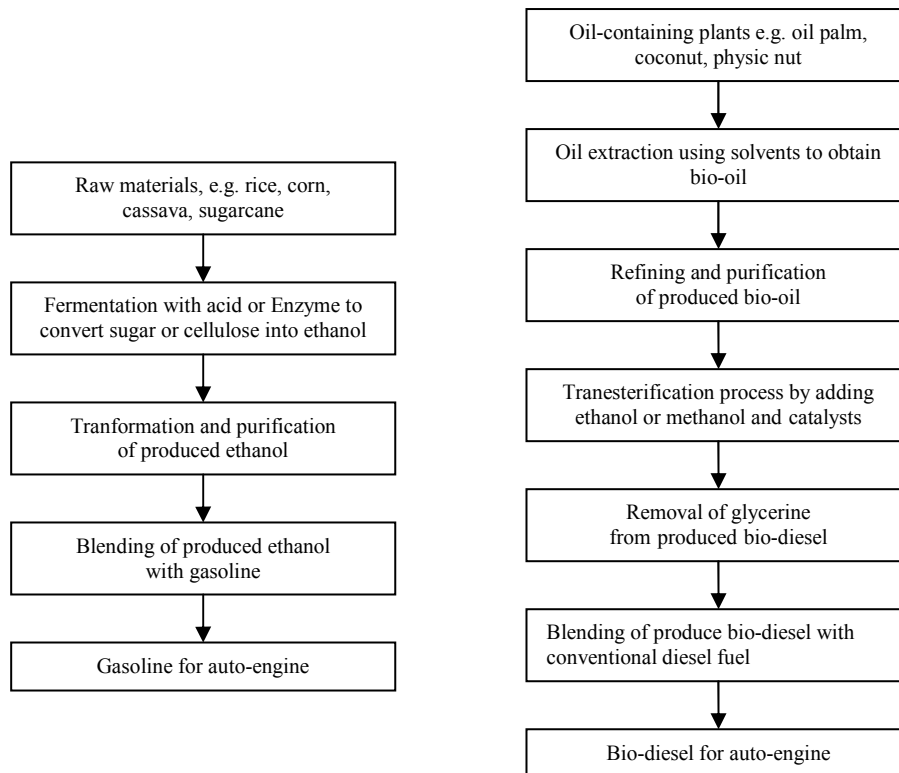 Raw materials, e.g. rice, corn,
cassava, sugarcane
Fermentation with acid or Enzyme to
convert sugar or cellulose into ethanol
Tranformation and purification
of produced ethanol
Blending of produced ethanol
with gasoline
Gasoline for auto-engine
Oil-containing plants e.g. oil palm,
coconut, physic nut
Oil extraction using solvents to obtain
bio-oil
Refining and purification
of produced bio-oil
Tranesterification process by adding
ethanol or methanol and catalysts
Removal of glycerine
from produced bio-diesel
Blending of produce bio-diesel with
conventional diesel fuel
Bio-diesel for auto-engine